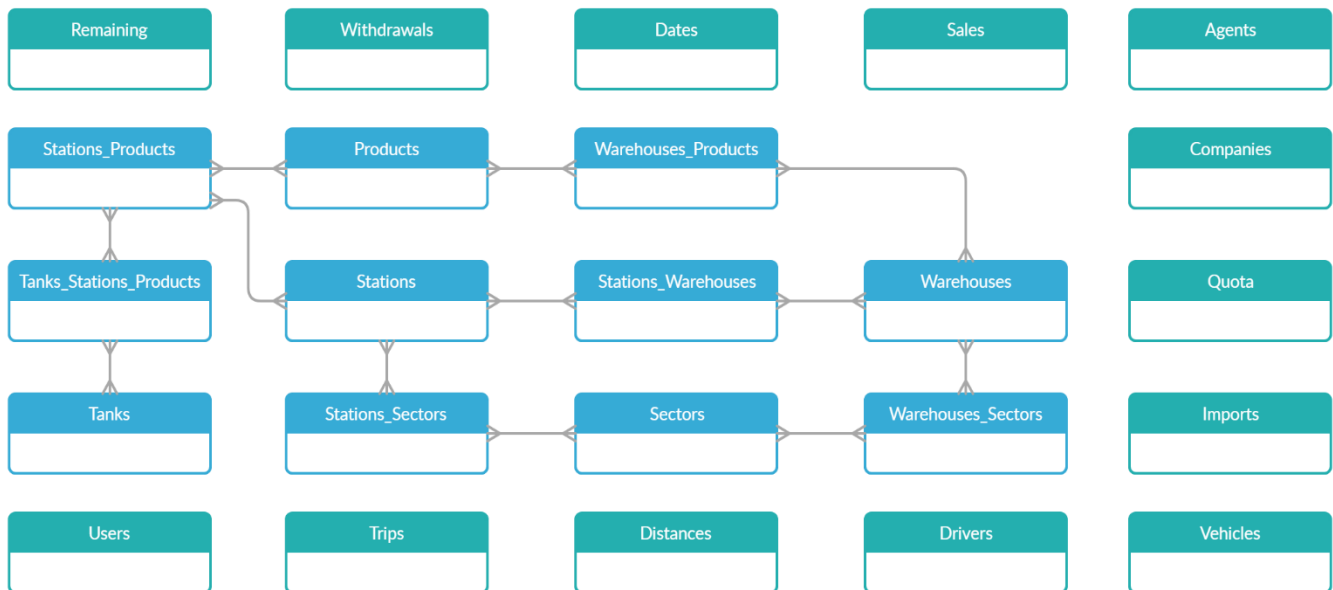 Remaining
Withdrawals
Dates
Sales
Agents
Stations_Products
Products
Warehouses_Products
Companies
Tanks_Stations_Products
Stations
Stations_Warehouses
Warehouses
Quota
Tanks
Stations_Sectors
Sectors
Warehouses_Sectors
Imports
Users
Trips
Distances
Drivers
Vehicles